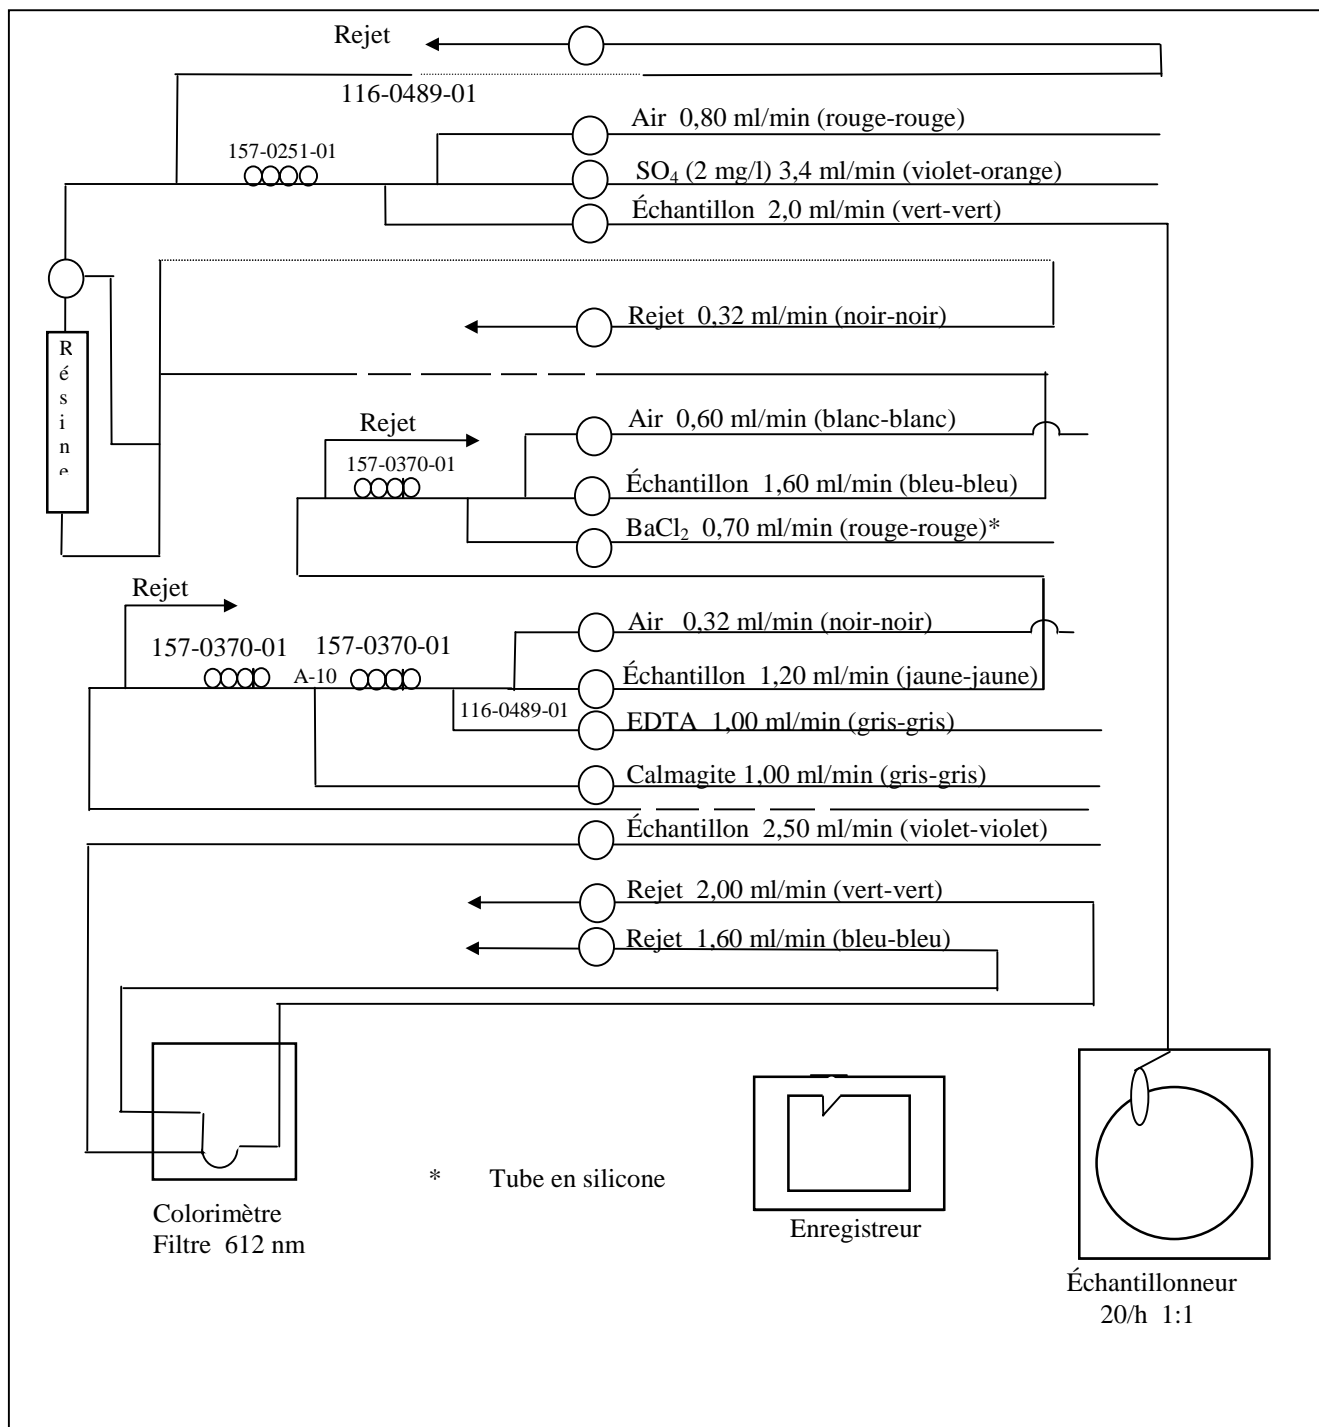 Rejet
116-0489-01
Air 0,80 ml/min (rouge-rouge)
157-0251-01
SO₄ (2 mg/l) 3,4 ml/min (violet-orange)
Échantillon 2,0 ml/min (vert-vert)
Rejet 0,32 ml/min (noir-noir)
Résine
Air 0,60 ml/min (blanc-blanc)
Rejet
157-0370-01
Échantillon 1,60 ml/min (bleu-bleu)
BaCl₂ 0,70 ml/min (rouge-rouge)*
Rejet
Air 0,32 ml/min (noir-noir)
157-0370-01 157-0370-01
A-10
Échantillon 1,20 ml/min (jaune-jaune)
116-0489-01
EDTA 1,00 ml/min (gris-gris)
Calmagite 1,00 ml/min (gris-gris)
Échantillon 2,50 ml/min (violet-violet)
Rejet 2,00 ml/min (vert-vert)
Rejet 1,60 ml/min (bleu-bleu)
* Tube en silicone
Colorimètre
Filtre 612 nm
Enregistreur
Échantillonneur
20/h 1:1